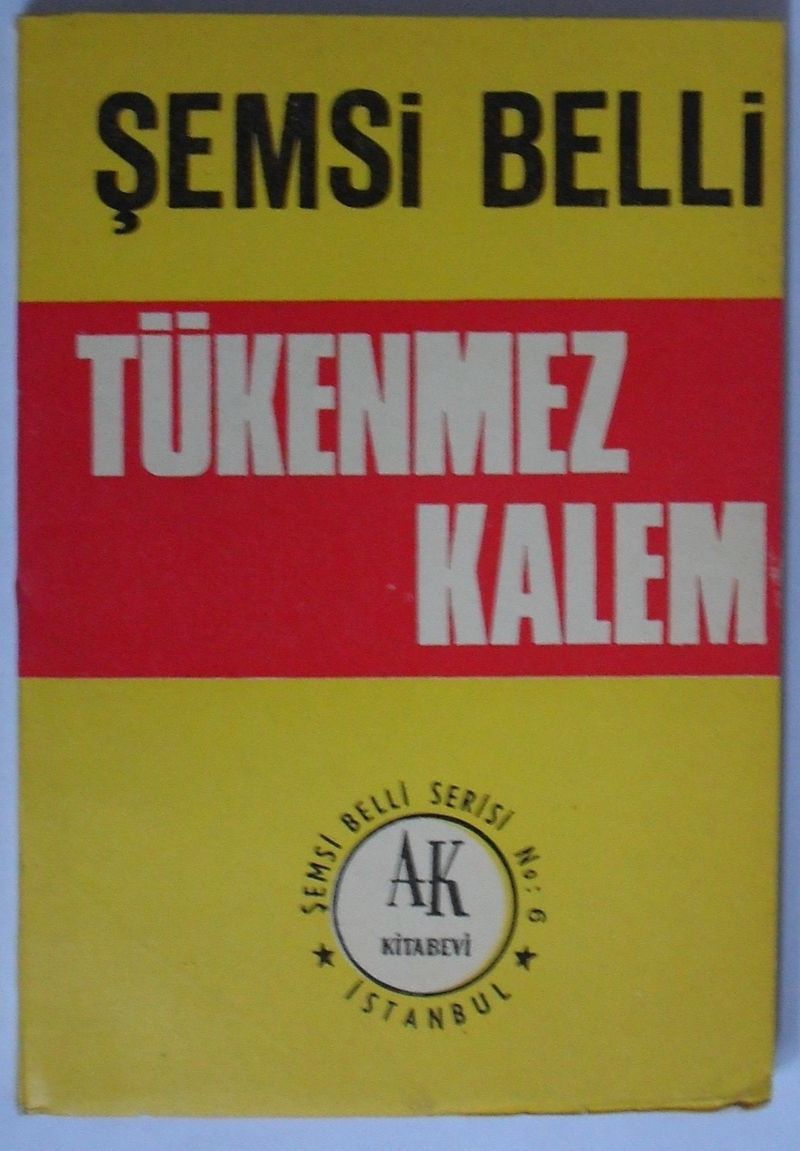 ŞEMSİ BELLİ
TÜKENMEZ
KALEM
ŞEMSİ BELLİ SERİSİ No: 6
AK
KİTABEVİ
İSTANBUL